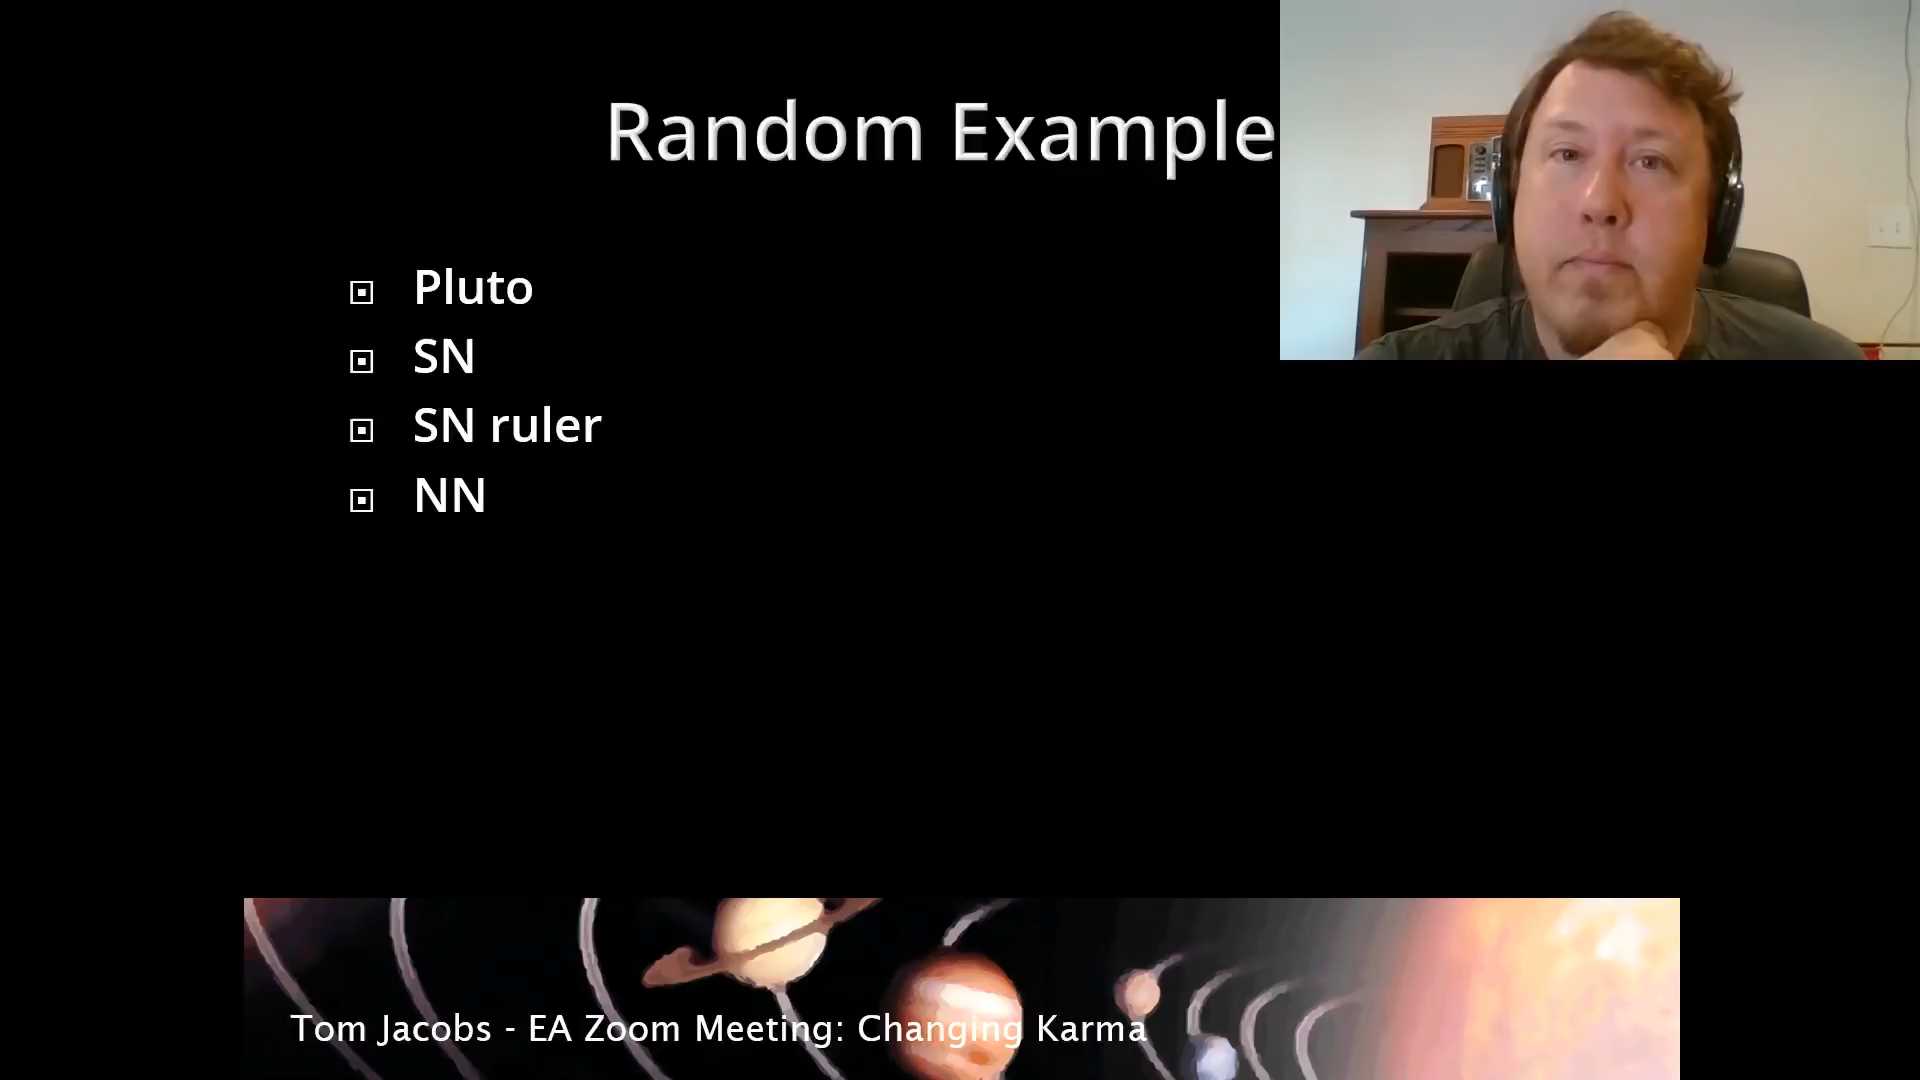 Random Example
Pluto
SN
SN ruler
NN
Tom Jacobs - EA Zoom Meeting: Changing Karma